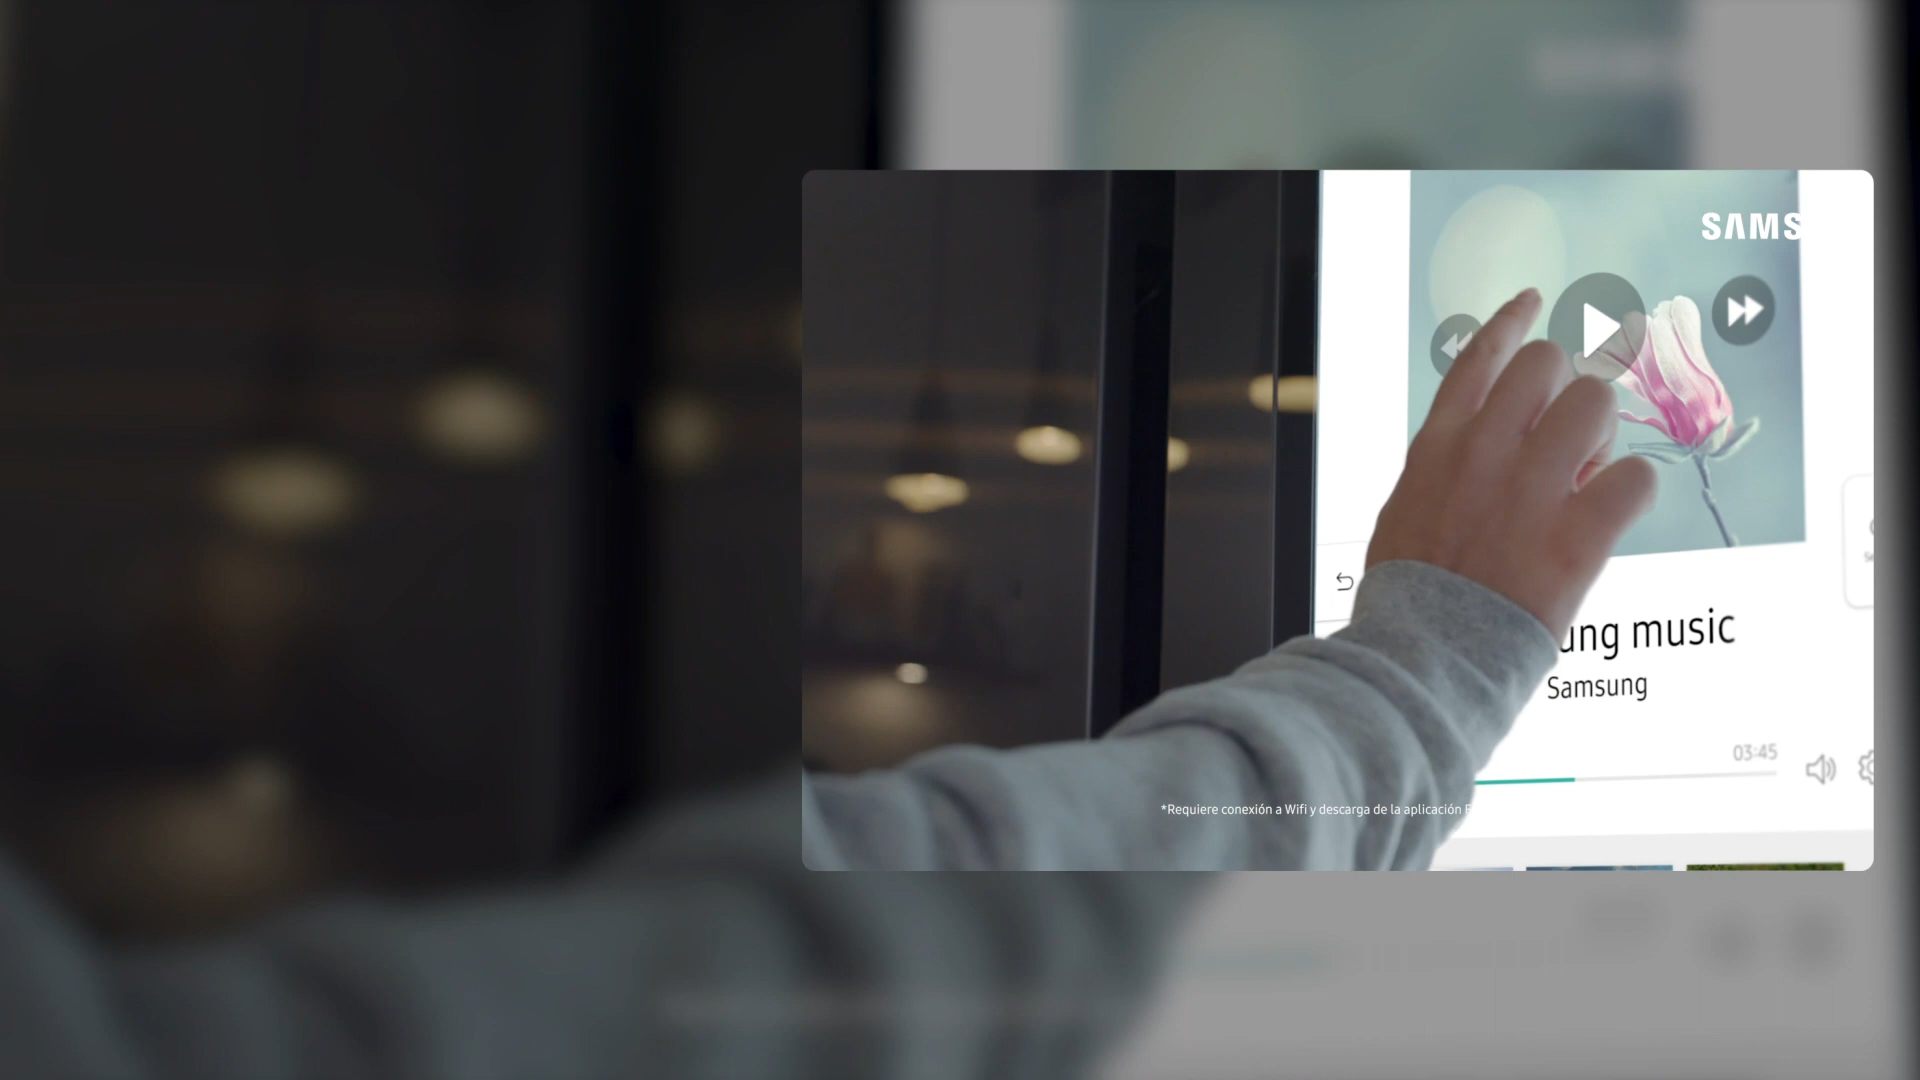 SAMS
ung music
Samsung
03:45
*Requiere conexión a Wifi y descarga de la aplicación